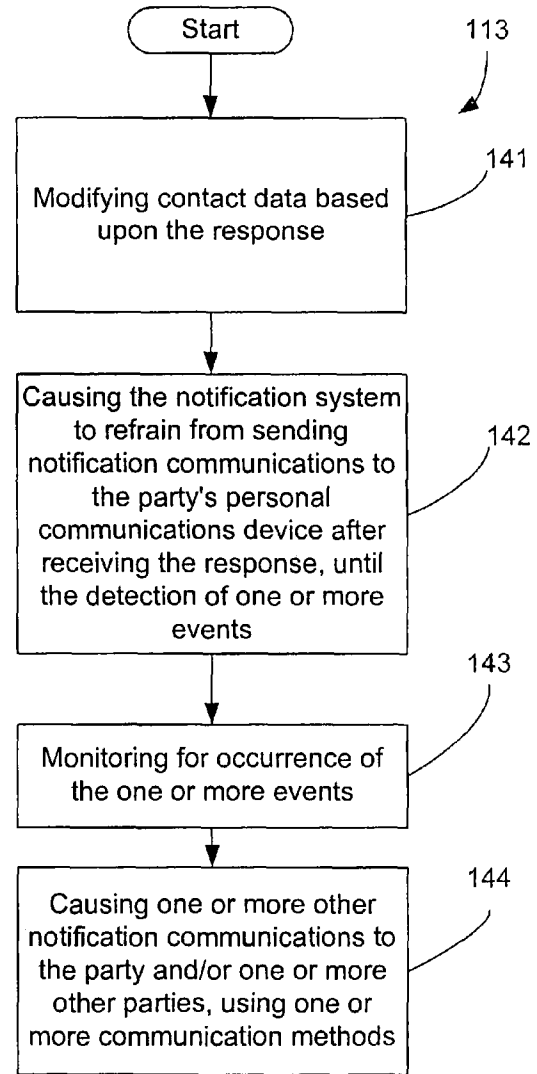 Start
113
141
Modifying contact data based
upon the response
Causing the notification system
to refrain from sending
notification communications to
the party's personal
communications device after
receiving the response, until
the detection of one or more
events
142
143
Monitoring for occurrence of
the one or more events
144
Causing one or more other
notification communications to
the party and/or one or more
other parties, using one or
more communication methods